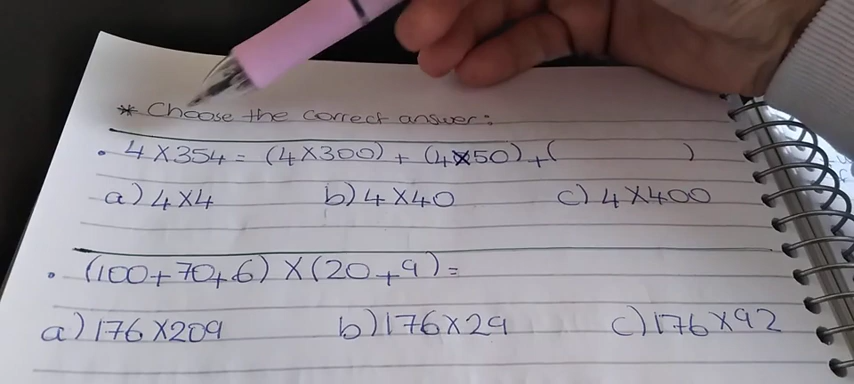 * Choose the correct answer:
• 4 X 354 = (4 X 300) + (4 X 50) + (          )
a) 4 X 4 b) 4 X 40 c) 4 X 400
• (100 + 70 + 6) X (20 + 9) =
a) 176 X 209 b) 176 X 29 c) 176 X 92